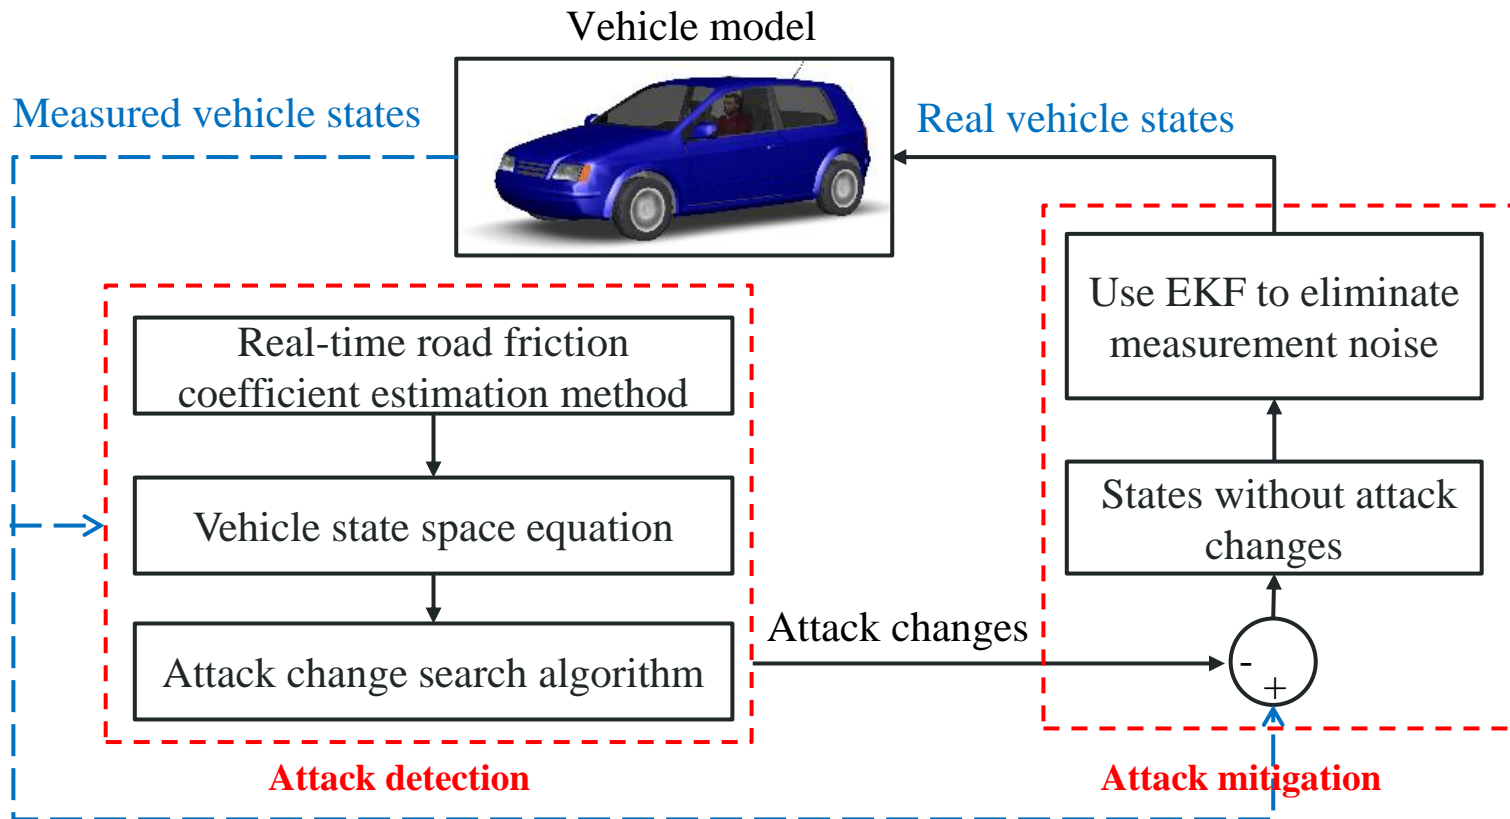 Vehicle model
Measured vehicle states
Real vehicle states
Real-time road friction
coefficient estimation method
Vehicle state space equation
Attack change search algorithm
Attack detection
Attack changes
Use EKF to eliminate
measurement noise
States without attack
changes
-
+
Attack mitigation